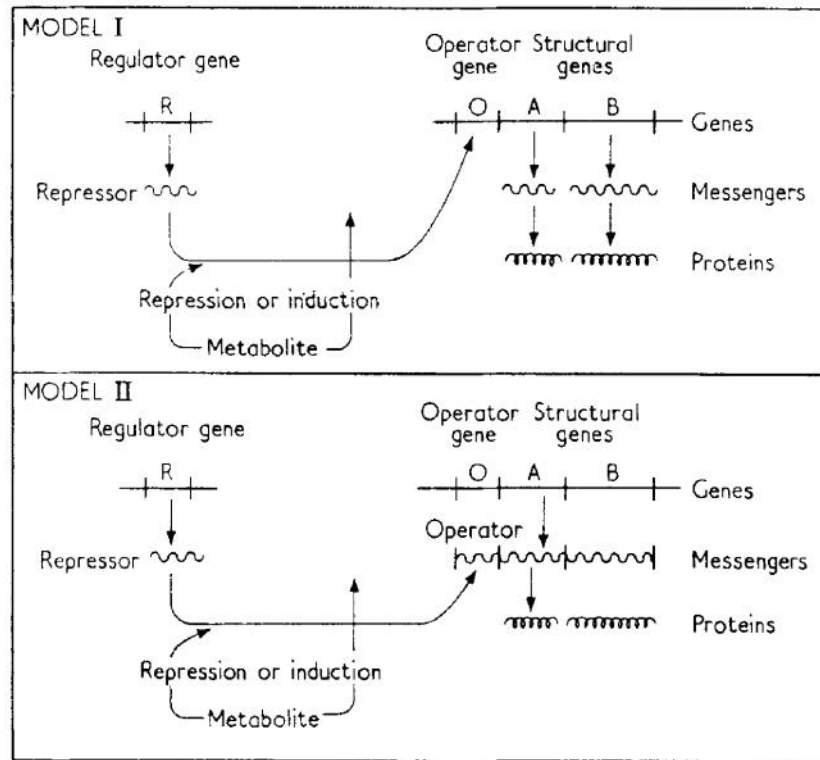 MODEL I
Regulator gene
Operator gene
Structural genes
R
O A B
Genes
Repressor
Messengers
Proteins
Repression or induction
Metabolite
MODEL II
Regulator gene
Operator gene
Structural genes
R
O A B
Genes
Operator
Repressor
Messengers
Proteins
Repression or induction
Metabolite